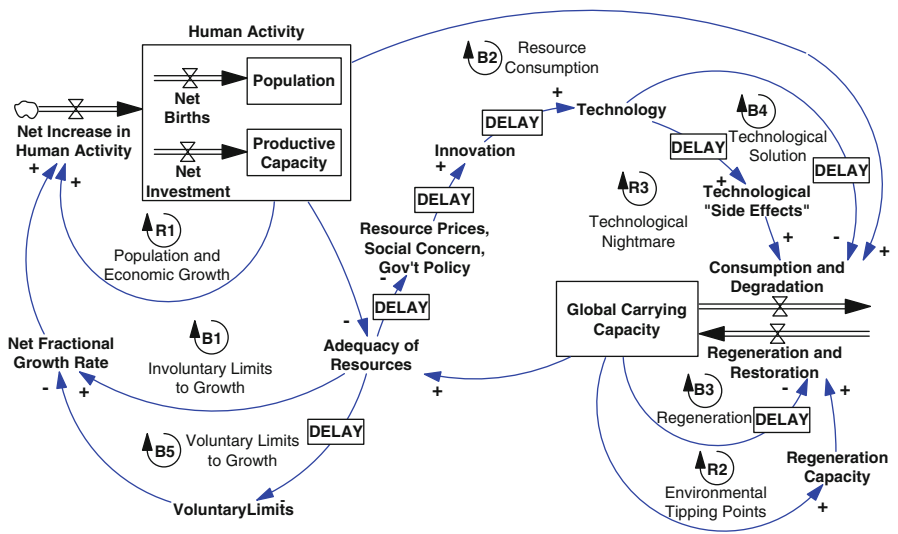 Human Activity
Population
Net
Births
Productive
Capacity
Net
Investment
Net Increase in
Human Activity
+
+
R1
Population and
Economic Growth
B2
Resource
Consumption
+
Technology
DELAY
Innovation
+
DELAY
Resource Prices,
Social Concern,
Gov't Policy
-
DELAY
-
Adequacy of
Resources
B4
Technological
Solution
DELAY
DELAY
+
Technological
"Side Effects"
R3
Technological
Nightmare
+
-
+
Consumption and
Degradation
Global Carrying
Capacity
Regeneration and
Restoration
-
+
Net Fractional
Growth Rate
-
+
B1
Involuntary Limits
to Growth
+
B3
Regeneration
DELAY
B5
Voluntary Limits
to Growth
DELAY
-
VoluntaryLimits
R2
Environmental
Tipping Points
Regeneration
Capacity
+